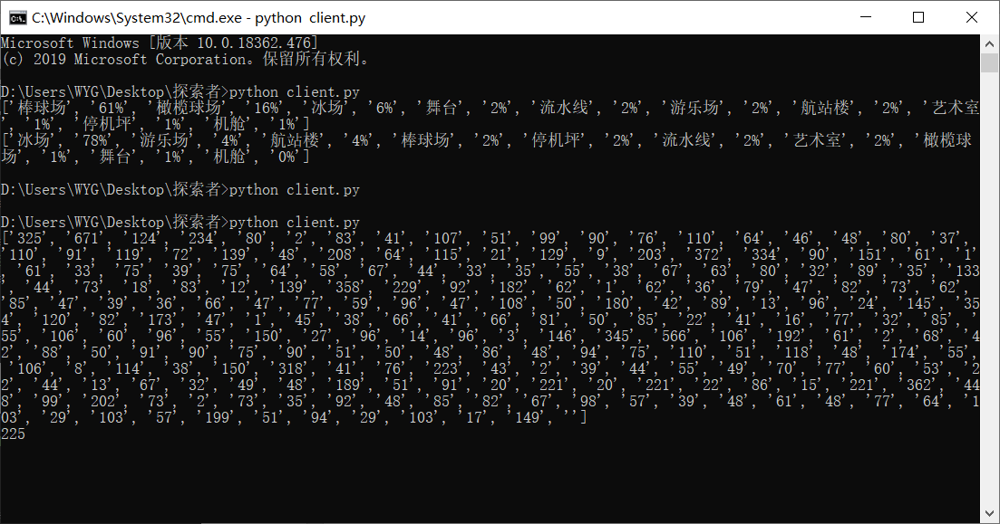 C:\Windows\System32\cmd.exe - python  client.py
Microsoft Windows [版本 10.0.18362.476]
(c) 2019 Microsoft Corporation。保留所有权利。
D:\Users\WYG\Desktop\探索者>python client.py
['棒球场', '61%', '橄榄球场', '16%', '冰场', '6%', '舞台', '2%', '流水线', '2%', '游乐场', '2%', '航站楼', '2%', '艺术室
', '1%', '停机坪', '1%', '机舱', '1%']
['冰场', '78%', '游乐场', '4%', '航站楼', '4%', '棒球场', '2%', '停机坪', '2%', '流水线', '2%', '艺术室', '2%', '橄榄球
场', '1%', '舞台', '1%', '机舱', '0%']
D:\Users\WYG\Desktop\探索者>python client.py
D:\Users\WYG\Desktop\探索者>python client.py
['325', '671', '124', '234', '80', '2', '83', '41', '107', '51', '99', '90', '76', '110', '64', '46', '48', '80', '37',
'110', '91', '119', '72', '139', '48', '208', '64', '115', '21', '129', '9', '203', '372', '334', '90', '151', '61', '1'
, '61', '33', '75', '39', '75', '64', '58', '67', '44', '33', '35', '55', '38', '67', '63', '80', '32', '89', '35', '133
', '44', '73', '18', '83', '12', '139', '358', '229', '92', '182', '62', '1', '62', '36', '79', '47', '82', '73', '62',
'85', '47', '39', '36', '66', '47', '77', '59', '96', '47', '108', '50', '180', '42', '89', '13', '96', '24', '145', '35
4', '120', '82', '173', '47', '1', '45', '38', '66', '41', '66', '81', '50', '85', '22', '41', '16', '77', '32', '85', '
55', '106', '60', '96', '55', '150', '27', '96', '14', '96', '3', '146', '345', '566', '106', '192', '61', '2', '68', '4
2', '88', '50', '91', '90', '75', '90', '51', '50', '48', '86', '48', '94', '75', '110', '51', '118', '48', '174', '55',
'106', '8', '114', '38', '150', '318', '41', '76', '223', '43', '2', '39', '44', '55', '49', '70', '77', '60', '53', '2
2', '44', '13', '67', '32', '49', '48', '189', '51', '91', '20', '221', '20', '221', '22', '86', '15', '221', '362', '44
8', '99', '202', '73', '2', '73', '35', '92', '48', '85', '82', '67', '98', '57', '39', '48', '61', '48', '77', '64', '1
03', '29', '103', '57', '199', '51', '94', '29', '103', '17', '149', '']
225